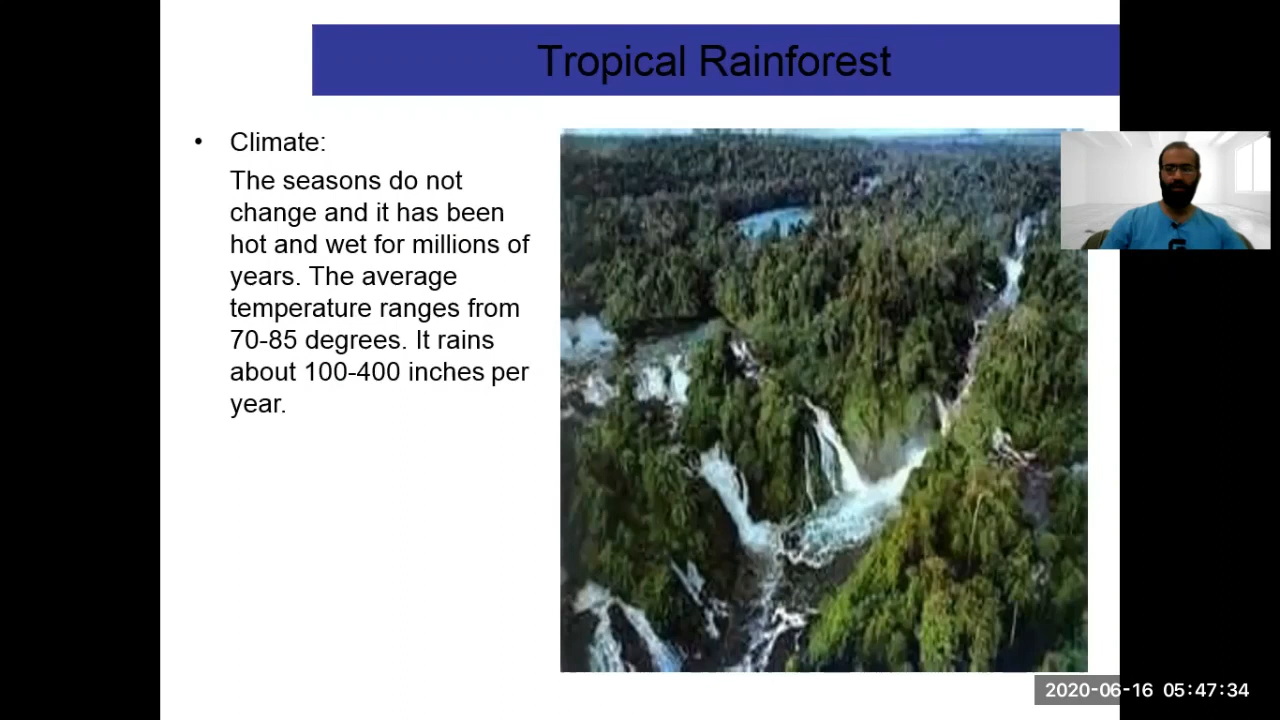 Tropical Rainforest
• Climate:
The seasons do not
change and it has been
hot and wet for millions of
years. The average
temperature ranges from
70-85 degrees. It rains
about 100-400 inches per
year.
2020-06-16 05:47:34